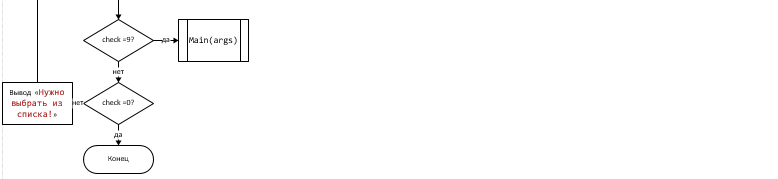 check =9?
да
Main(args)
нет
Вывод «Нужно
выбрать из
списка!»
нет
check =0?
да
Конец